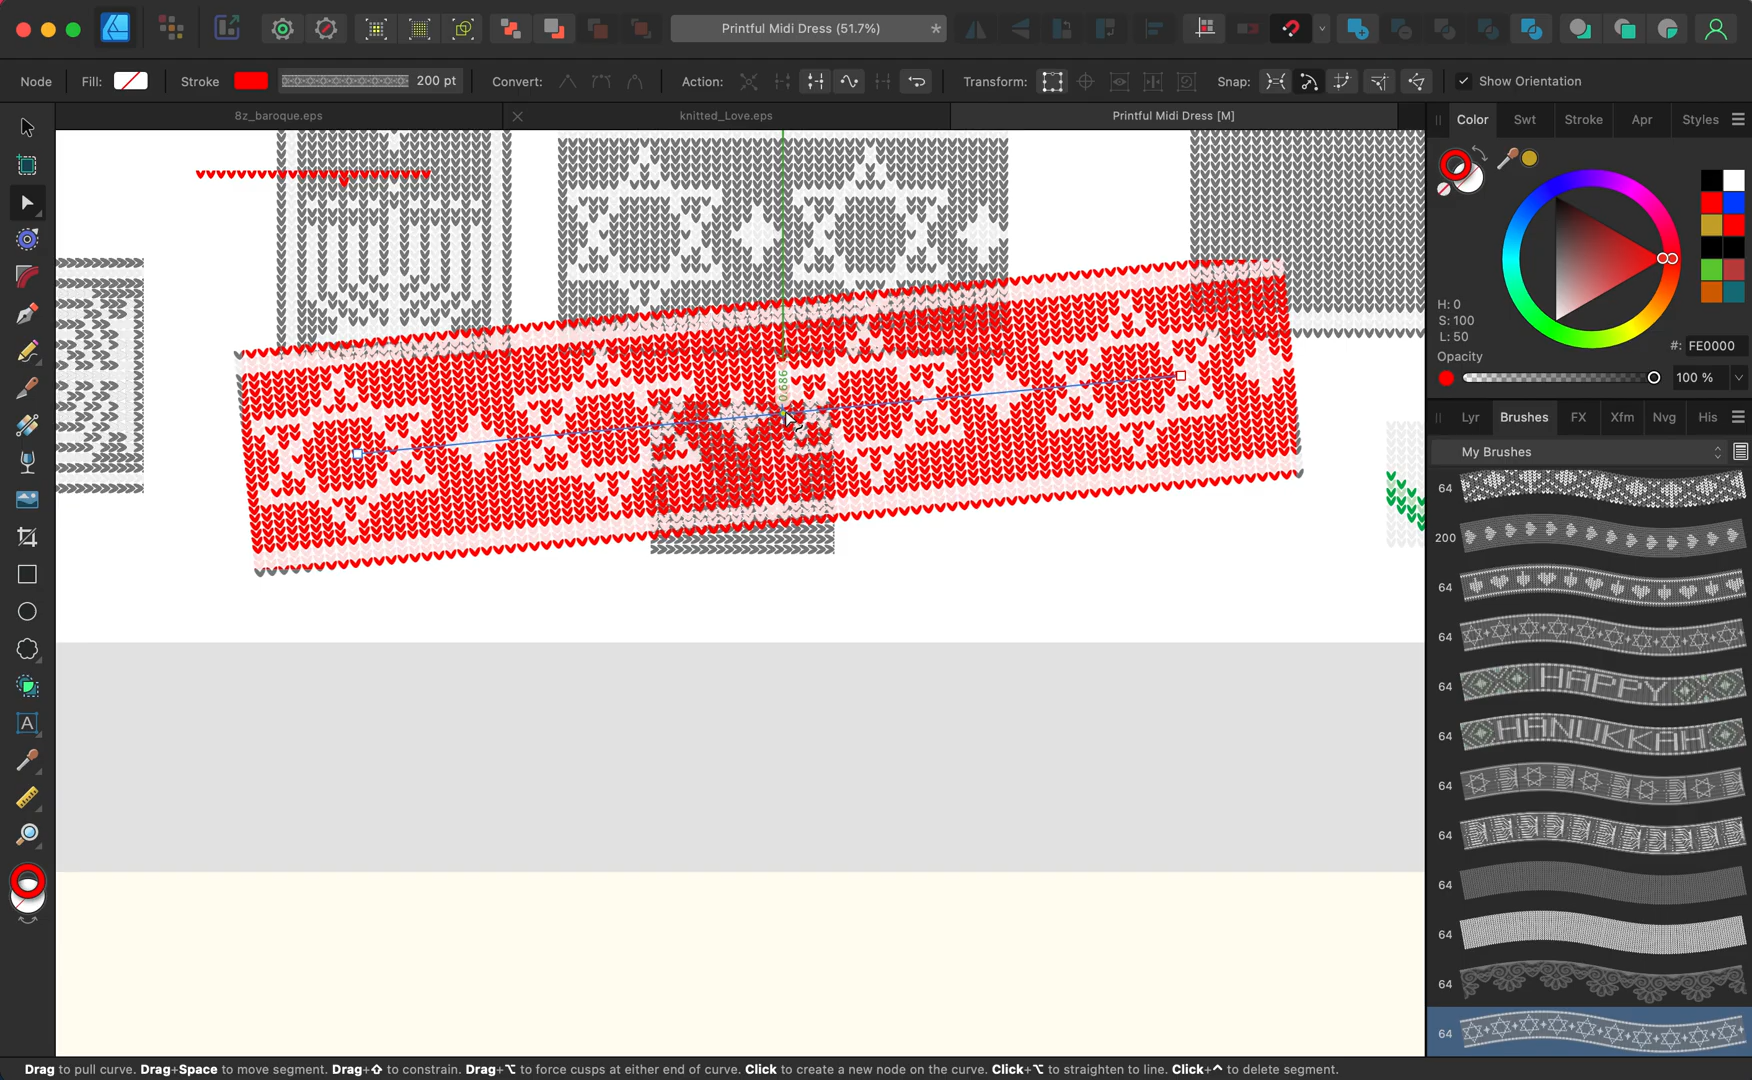 Printful Midi Dress (51.7%)
*
Node Fill: Stroke 200 pt Convert: Action: Transform: Snap: Show Orientation
8z_baroque.eps knitted_Love.eps Printful Midi Dress [M]
Color Swt Stroke Apr Styles
H: 0
S: 100
L: 50
#: FE0000
Opacity
100 %
Lyr Brushes FX Xfm Nvg His
My Brushes
64
200
64
64
64 HAPPY
64 HANUKKAH
64
64
64
64
64
64
0.686
A
Drag to pull curve. Drag+Space to move segment. Drag+⇧ to constrain. Drag+⌥ to force cusps at either end of curve. Click to create a new node on the curve. Click+⌥ to straighten to line. Click+^ to delete segment.